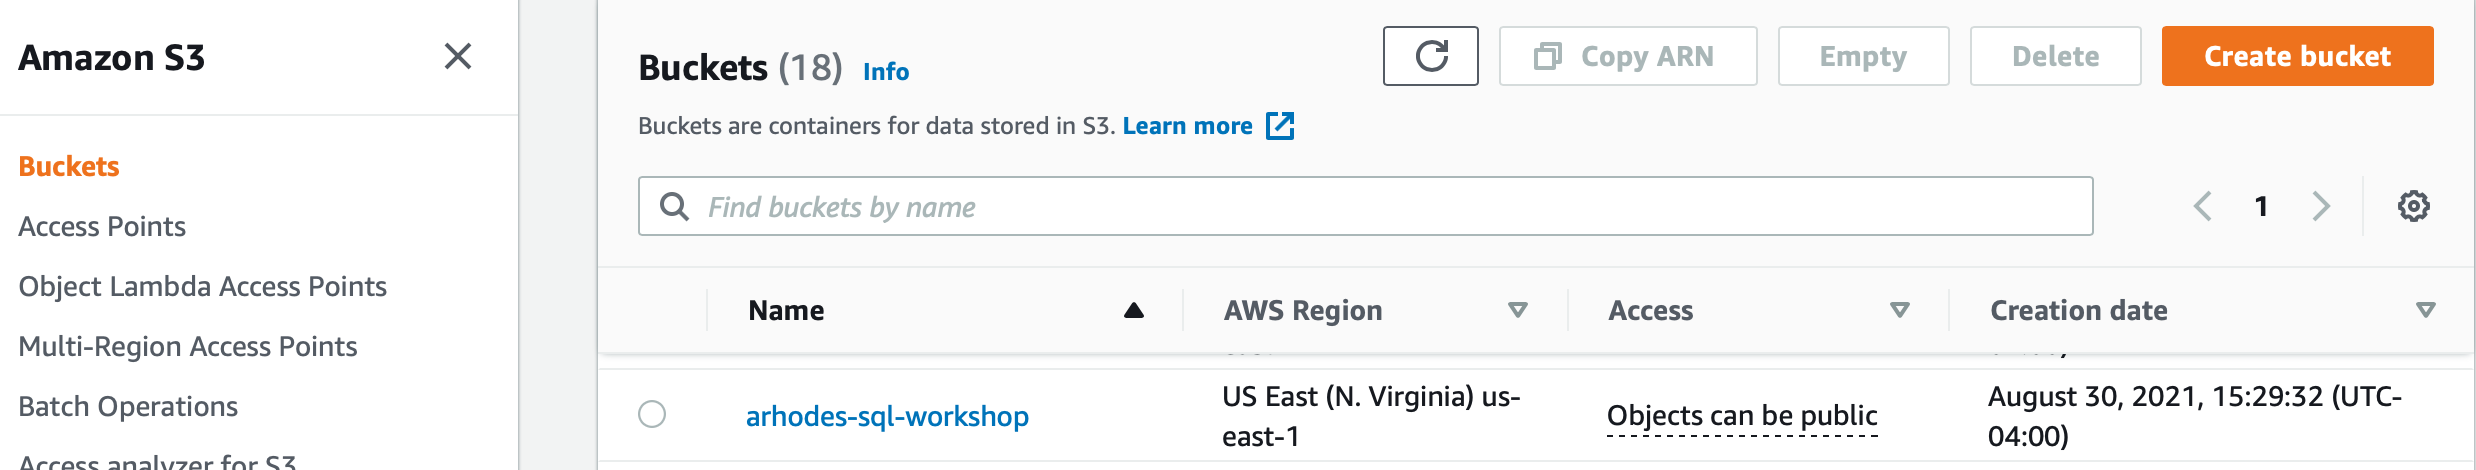 Amazon S3
Buckets
Access Points
Object Lambda Access Points
Multi-Region Access Points
Batch Operations
Access analyzer for S3
Buckets (18) Info
Copy ARN
Empty
Delete
Create bucket
Buckets are containers for data stored in S3. Learn more
Find buckets by name
1
Name
AWS Region
Access
Creation date
arhodes-sql-workshop
US East (N. Virginia) us-
east-1
Objects can be public
August 30, 2021, 15:29:32 (UTC-
04:00)